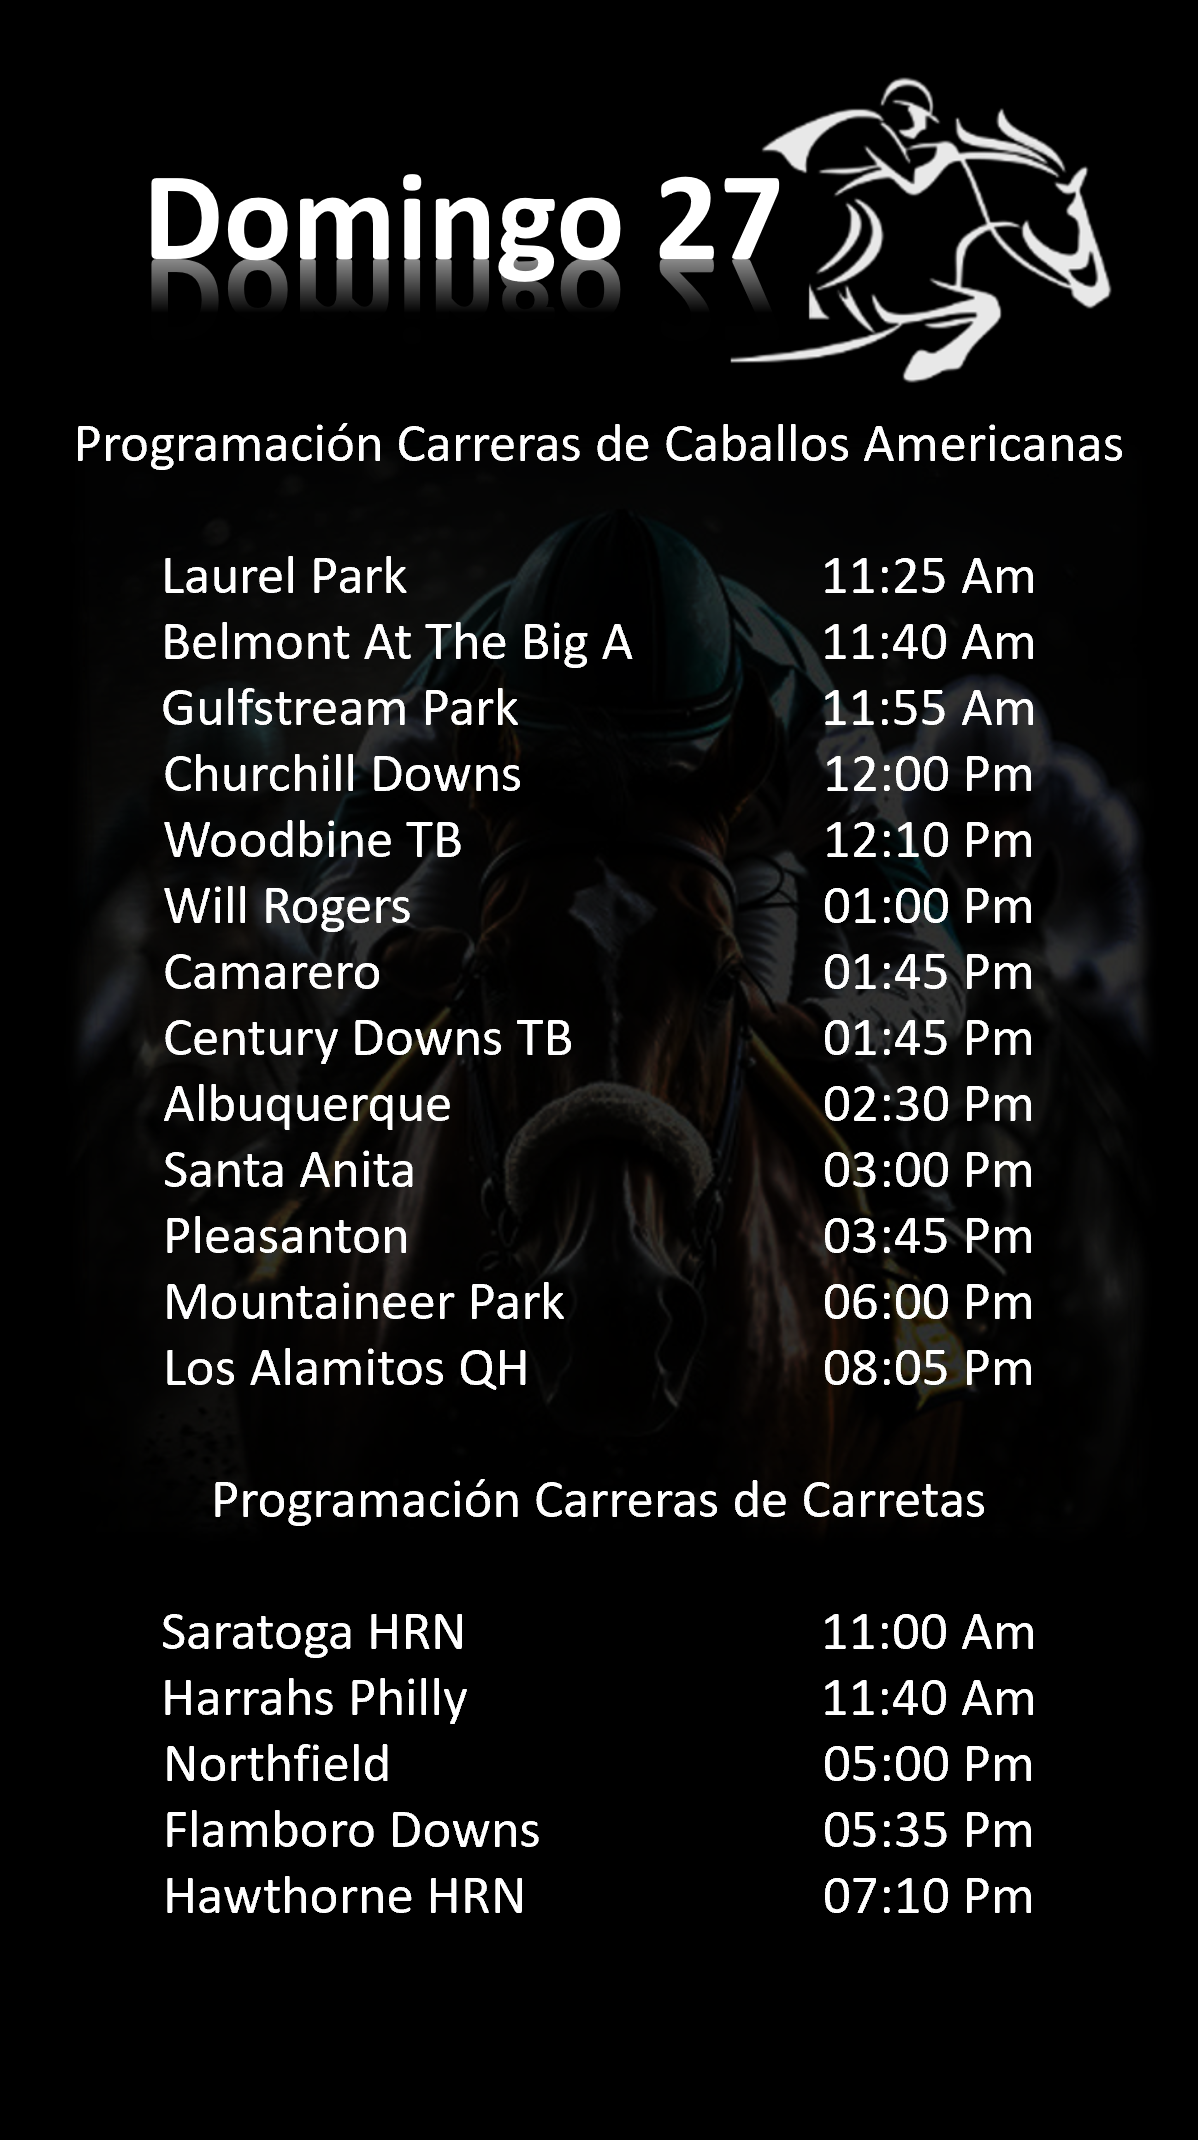 Domingo 27
Programación Carreras de Caballos Americanas
Laurel Park 11:25 Am
Belmont At The Big A 11:40 Am
Gulfstream Park 11:55 Am
Churchill Downs 12:00 Pm
Woodbine TB 12:10 Pm
Will Rogers 01:00 Pm
Camarero 01:45 Pm
Century Downs TB 01:45 Pm
Albuquerque 02:30 Pm
Santa Anita 03:00 Pm
Pleasanton 03:45 Pm
Mountaineer Park 06:00 Pm
Los Alamitos QH 08:05 Pm
Programación Carreras de Carretas
Saratoga HRN 11:00 Am
Harrahs Philly 11:40 Am
Northfield 05:00 Pm
Flamboro Downs 05:35 Pm
Hawthorne HRN 07:10 Pm